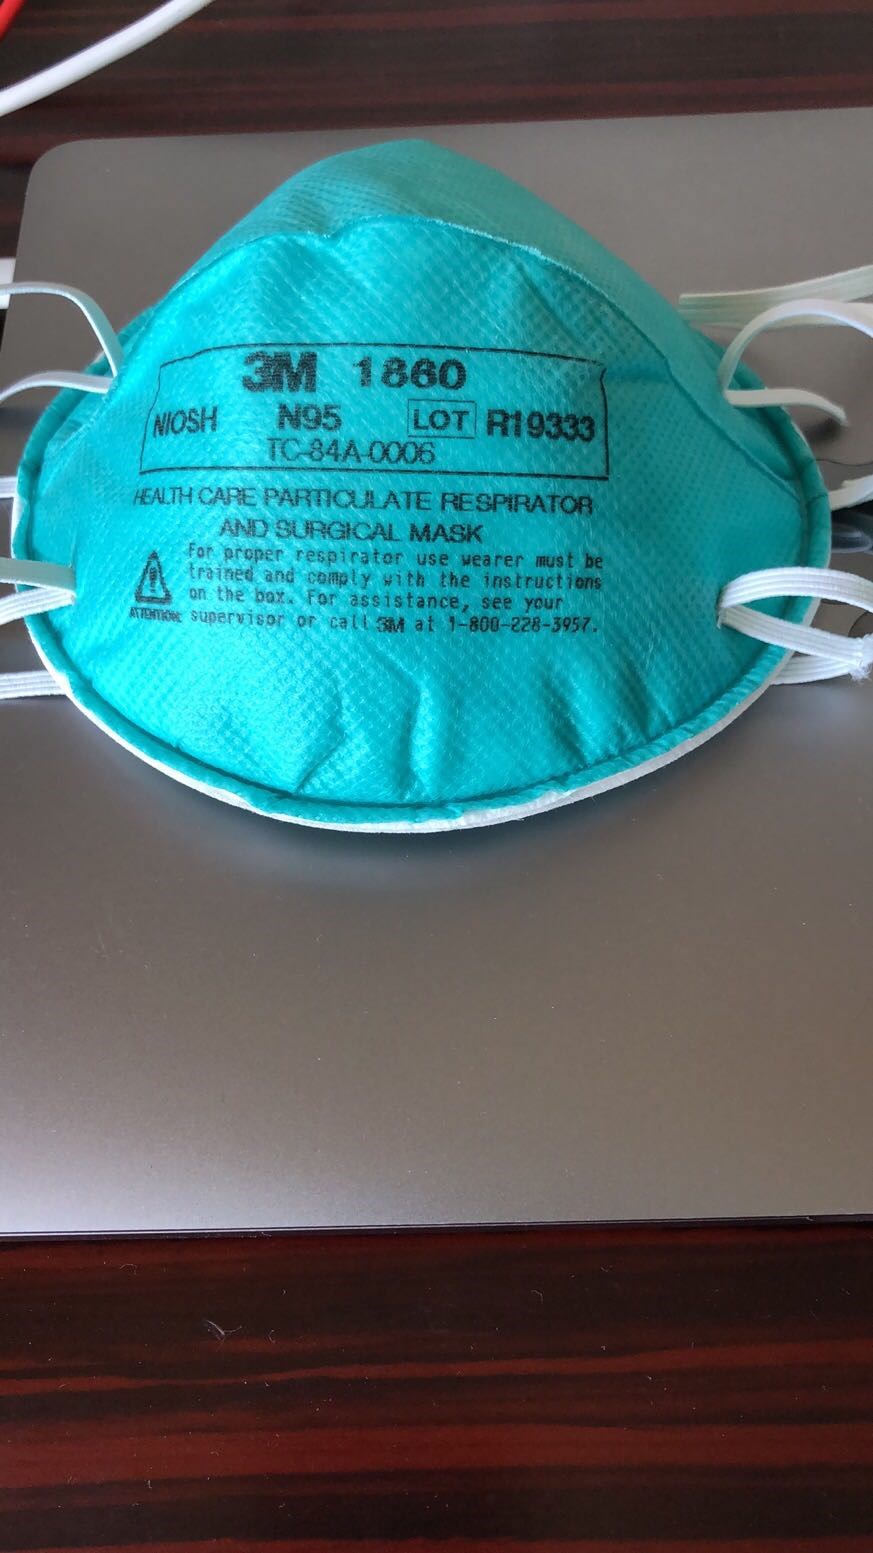 3M 1860
NIOSH N95 LOT R19333
TC-84A-0006
HEALTH CARE PARTICULATE RESPIRATOR
AND SURGICAL MASK
For proper respirator use wearer must be
trained and comply with the instructions
on the box. For assistance, see your
ATTENTION: supervisor or call 3M at 1-800-228-3957.